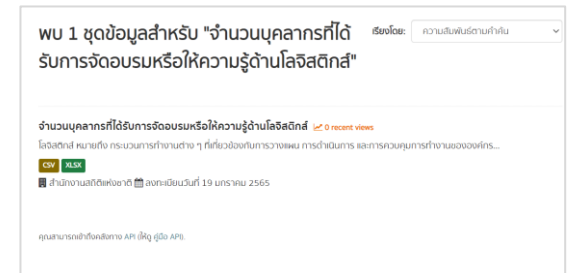 พบ 1 ชุดข้อมูลสำหรับ "จำนวนบุคลากรที่ได้
รับการจัดอบรมหรือให้ความรู้ด้านโลจิสติกส์"
เรียงโดย: ความสัมพันธ์ตามคำค้น
จำนวนบุคลากรที่ได้รับการจัดอบรมหรือให้ความรู้ด้านโลจิสติกส์ 0 recent views
โลจิสติกส์ หมายถึง กระบวนการทำงานต่าง ๆ ที่เกี่ยวข้องกับการวางแผน การดำเนินการ และการควบคุมการทำงานขององค์กร...
CSV XLSX
สำนักงานสถิติแห่งชาติ ลงทะเบียนวันที่ 19 มกราคม 2565
คุณสามารถเข้าถึงคลังทาง API (ให้ดู คู่มือ API).